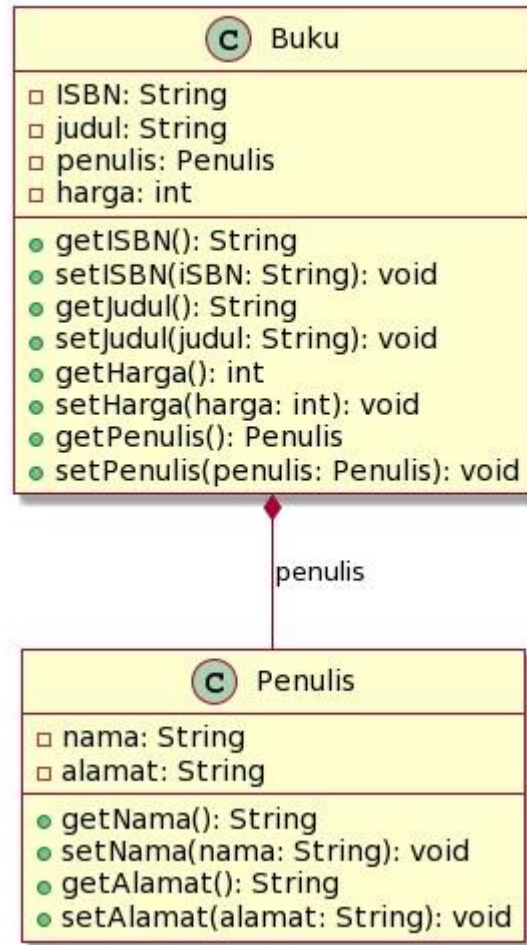 C Buku
ISBN: String
judul: String
penulis: Penulis
harga: int
getISBN(): String
setISBN(iSBN: String): void
getJudul(): String
setJudul(judul: String): void
getHarga(): int
setHarga(harga: int): void
getPenulis(): Penulis
setPenulis(penulis: Penulis): void
penulis
C Penulis
nama: String
alamat: String
getNama(): String
setNama(nama: String): void
getAlamat(): String
setAlamat(alamat: String): void